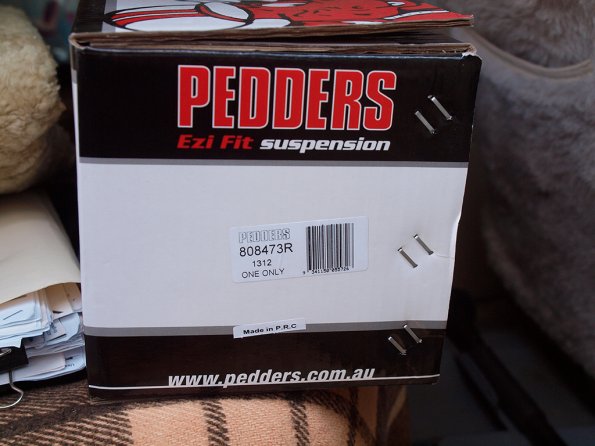 PEDDERS
Ezi Fit suspension
PEDDERS
808473R
1312
ONE ONLY
Made in P.R.C
www.pedders.com.au